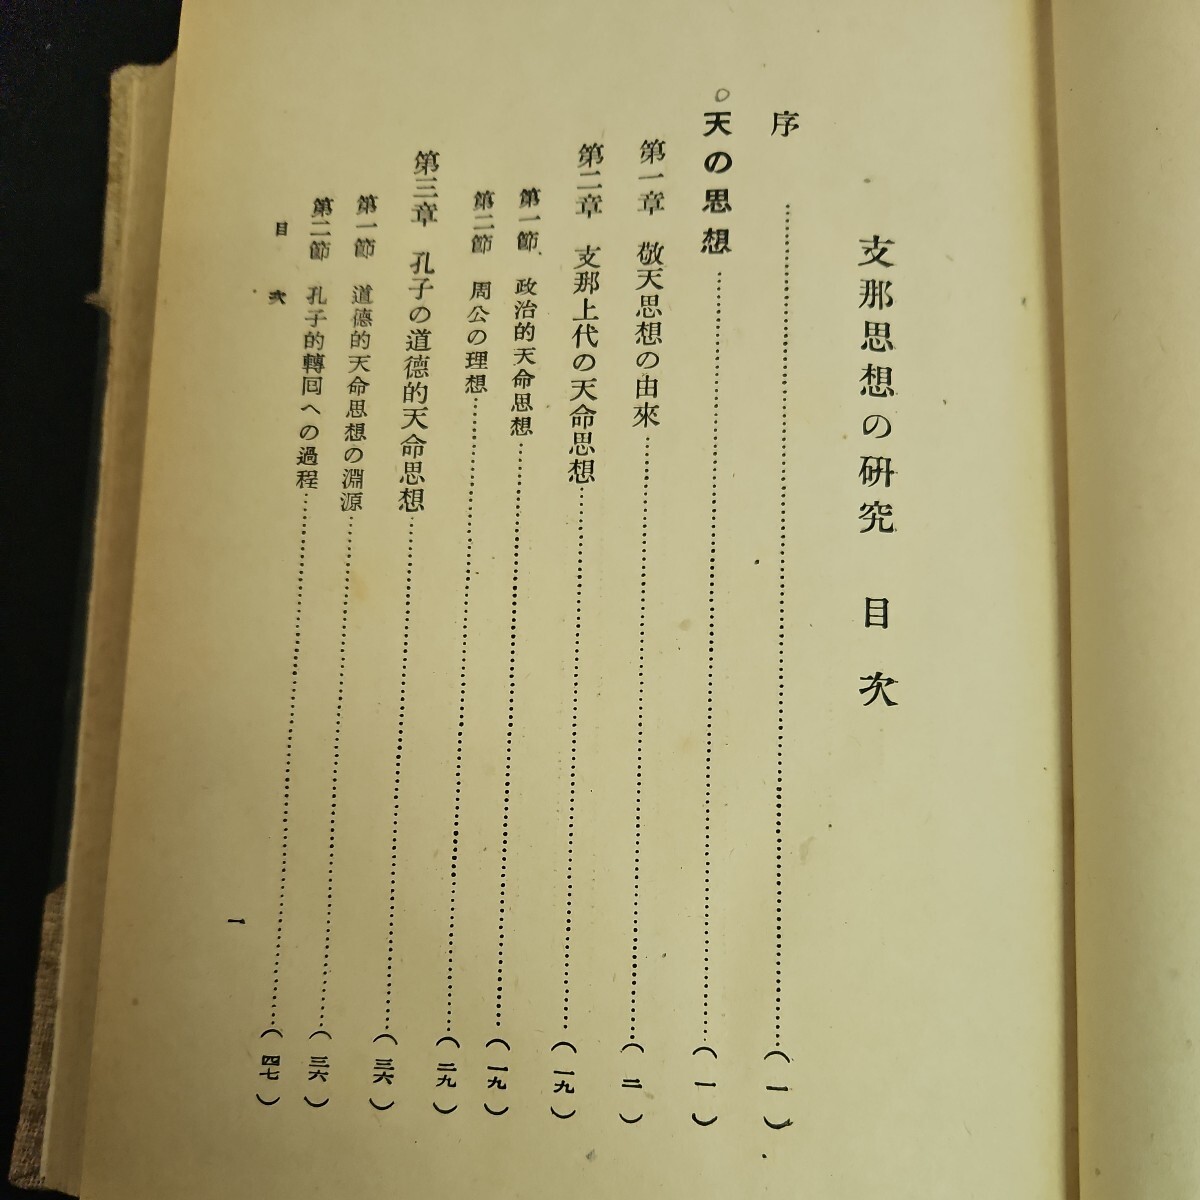 支那思想の研究 目次
序……………………(一)
○天の思想……………………(一)
第一章 敬天思想の由來……………………(二)
第二章 支那上代の天命思想……………………(一九)
第一節 政治的天命思想……………………(一九)
第二節 周公の理想……………………(二九)
第三章 孔子の道德的天命思想……………………(三六)
第一節 道德的天命思想の淵源……………………(三六)
第二節 孔子的轉囘への過程……………………(四七)
目次
一